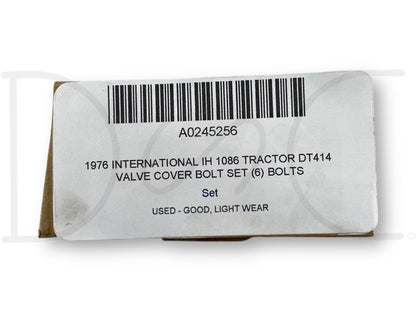 A0245256
1976 INTERNATIONAL IH 1086 TRACTOR DT414
VALVE COVER BOLT SET (6) BOLTS
Set
USED - GOOD, LIGHT WEAR